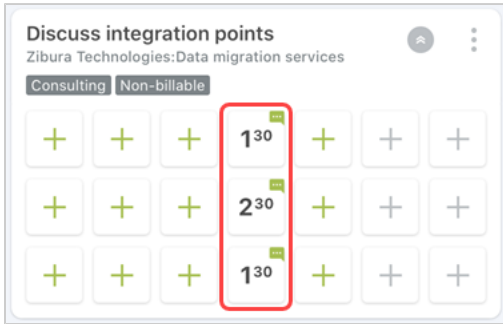 Discuss integration points
Zibura Technologies:Data migration services
Consulting Non-billable
+ + + 1³⁰ + + +
+ + + 2³⁰ + + +
+ + + 1³⁰ + + +